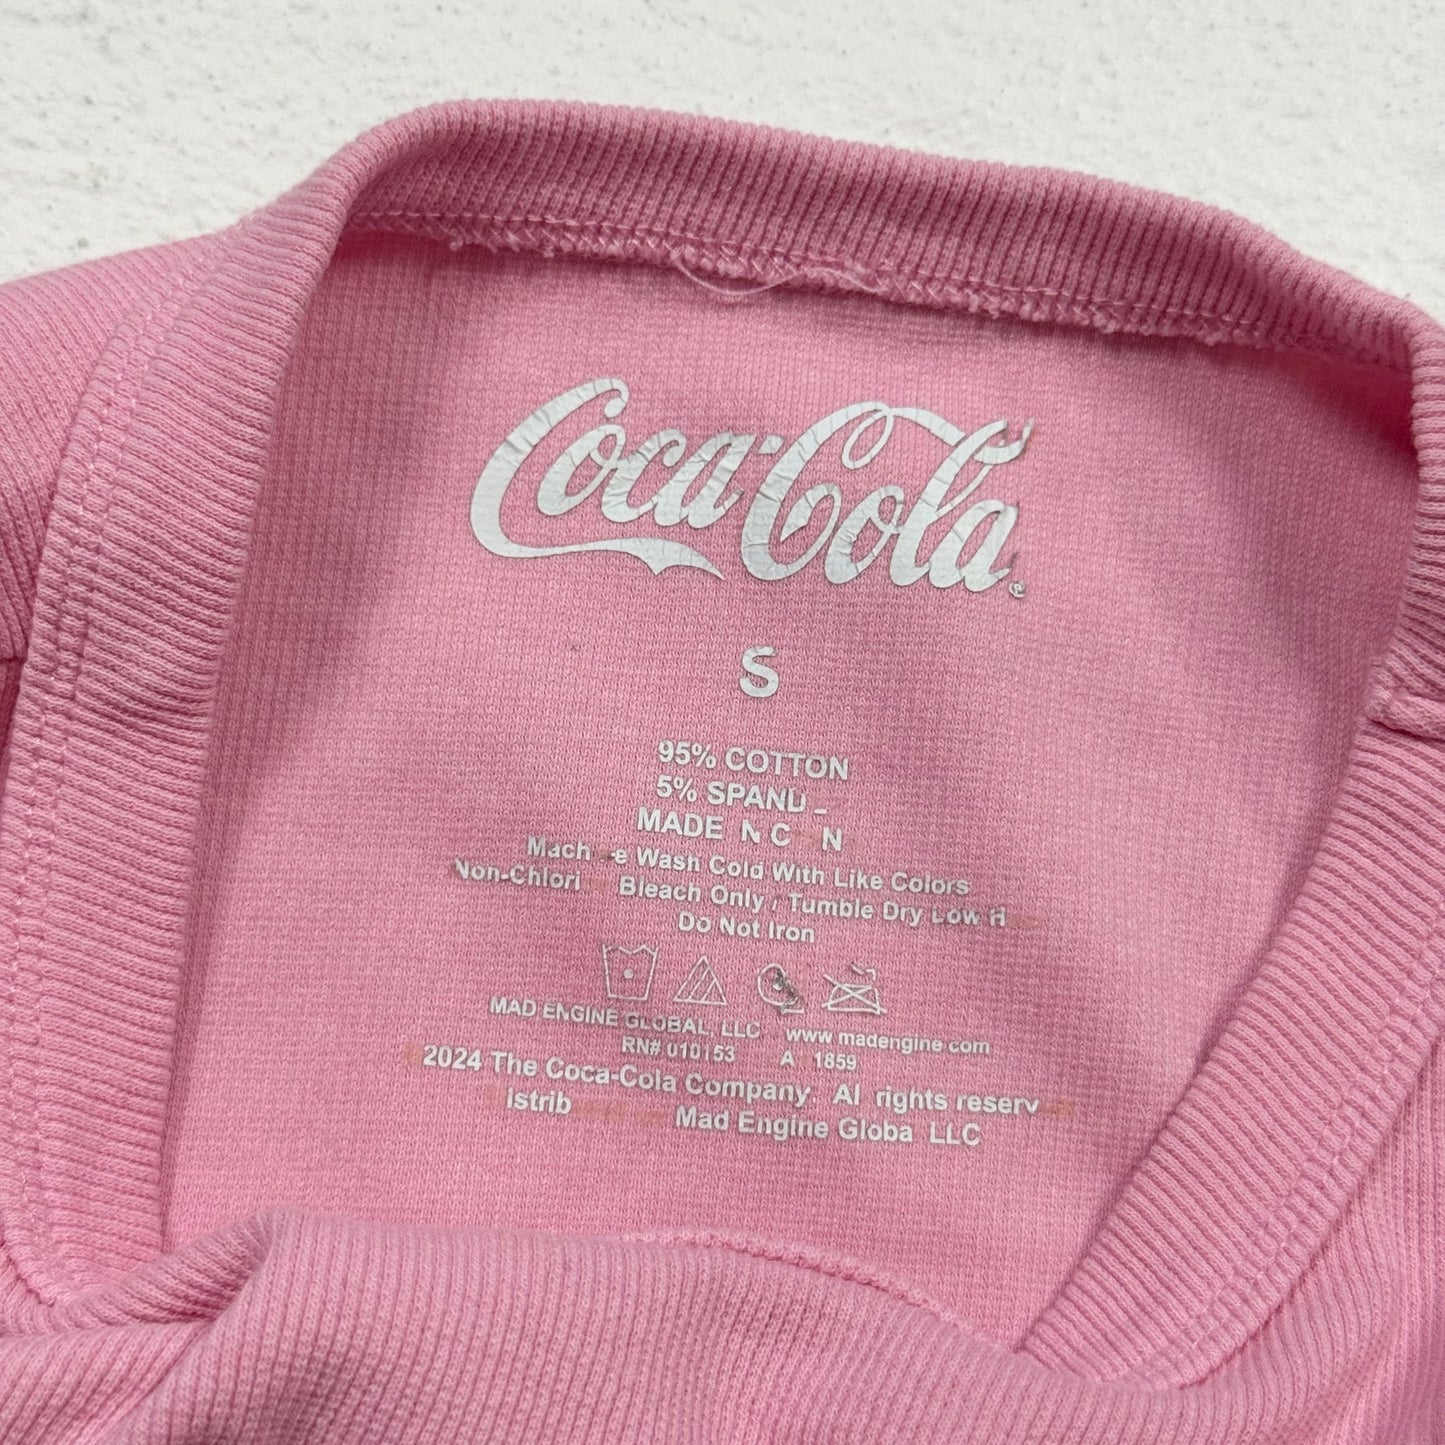 Coca-Cola®
S
95% COTTON
5% SPAND
MADE N C N
Mach e Wash Cold With Like Colors
Non-Chlori Bleach Only / Tumble Dry Low H
Do Not Iron
MAD ENGINE GLOBAL, LLC www.madengine.com
RN# 010153 A 1859
2024 The Coca-Cola Company. Al rights reserv
istrib Mad Engine Globa LLC